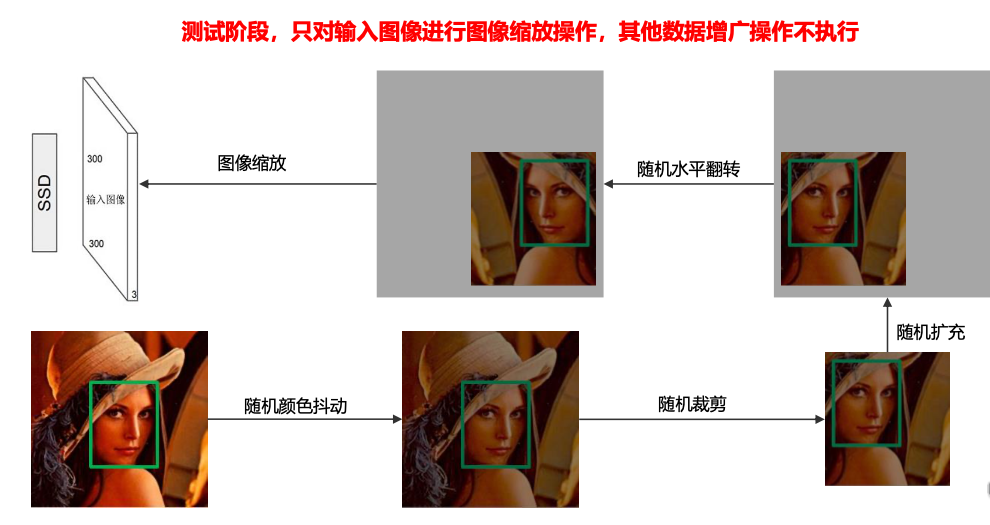 测试阶段，只对输入图像进行图像缩放操作，其他数据增广操作不执行
SSD
300
输入图像
300
3
图像缩放
随机水平翻转
随机扩充
随机颜色抖动
随机裁剪